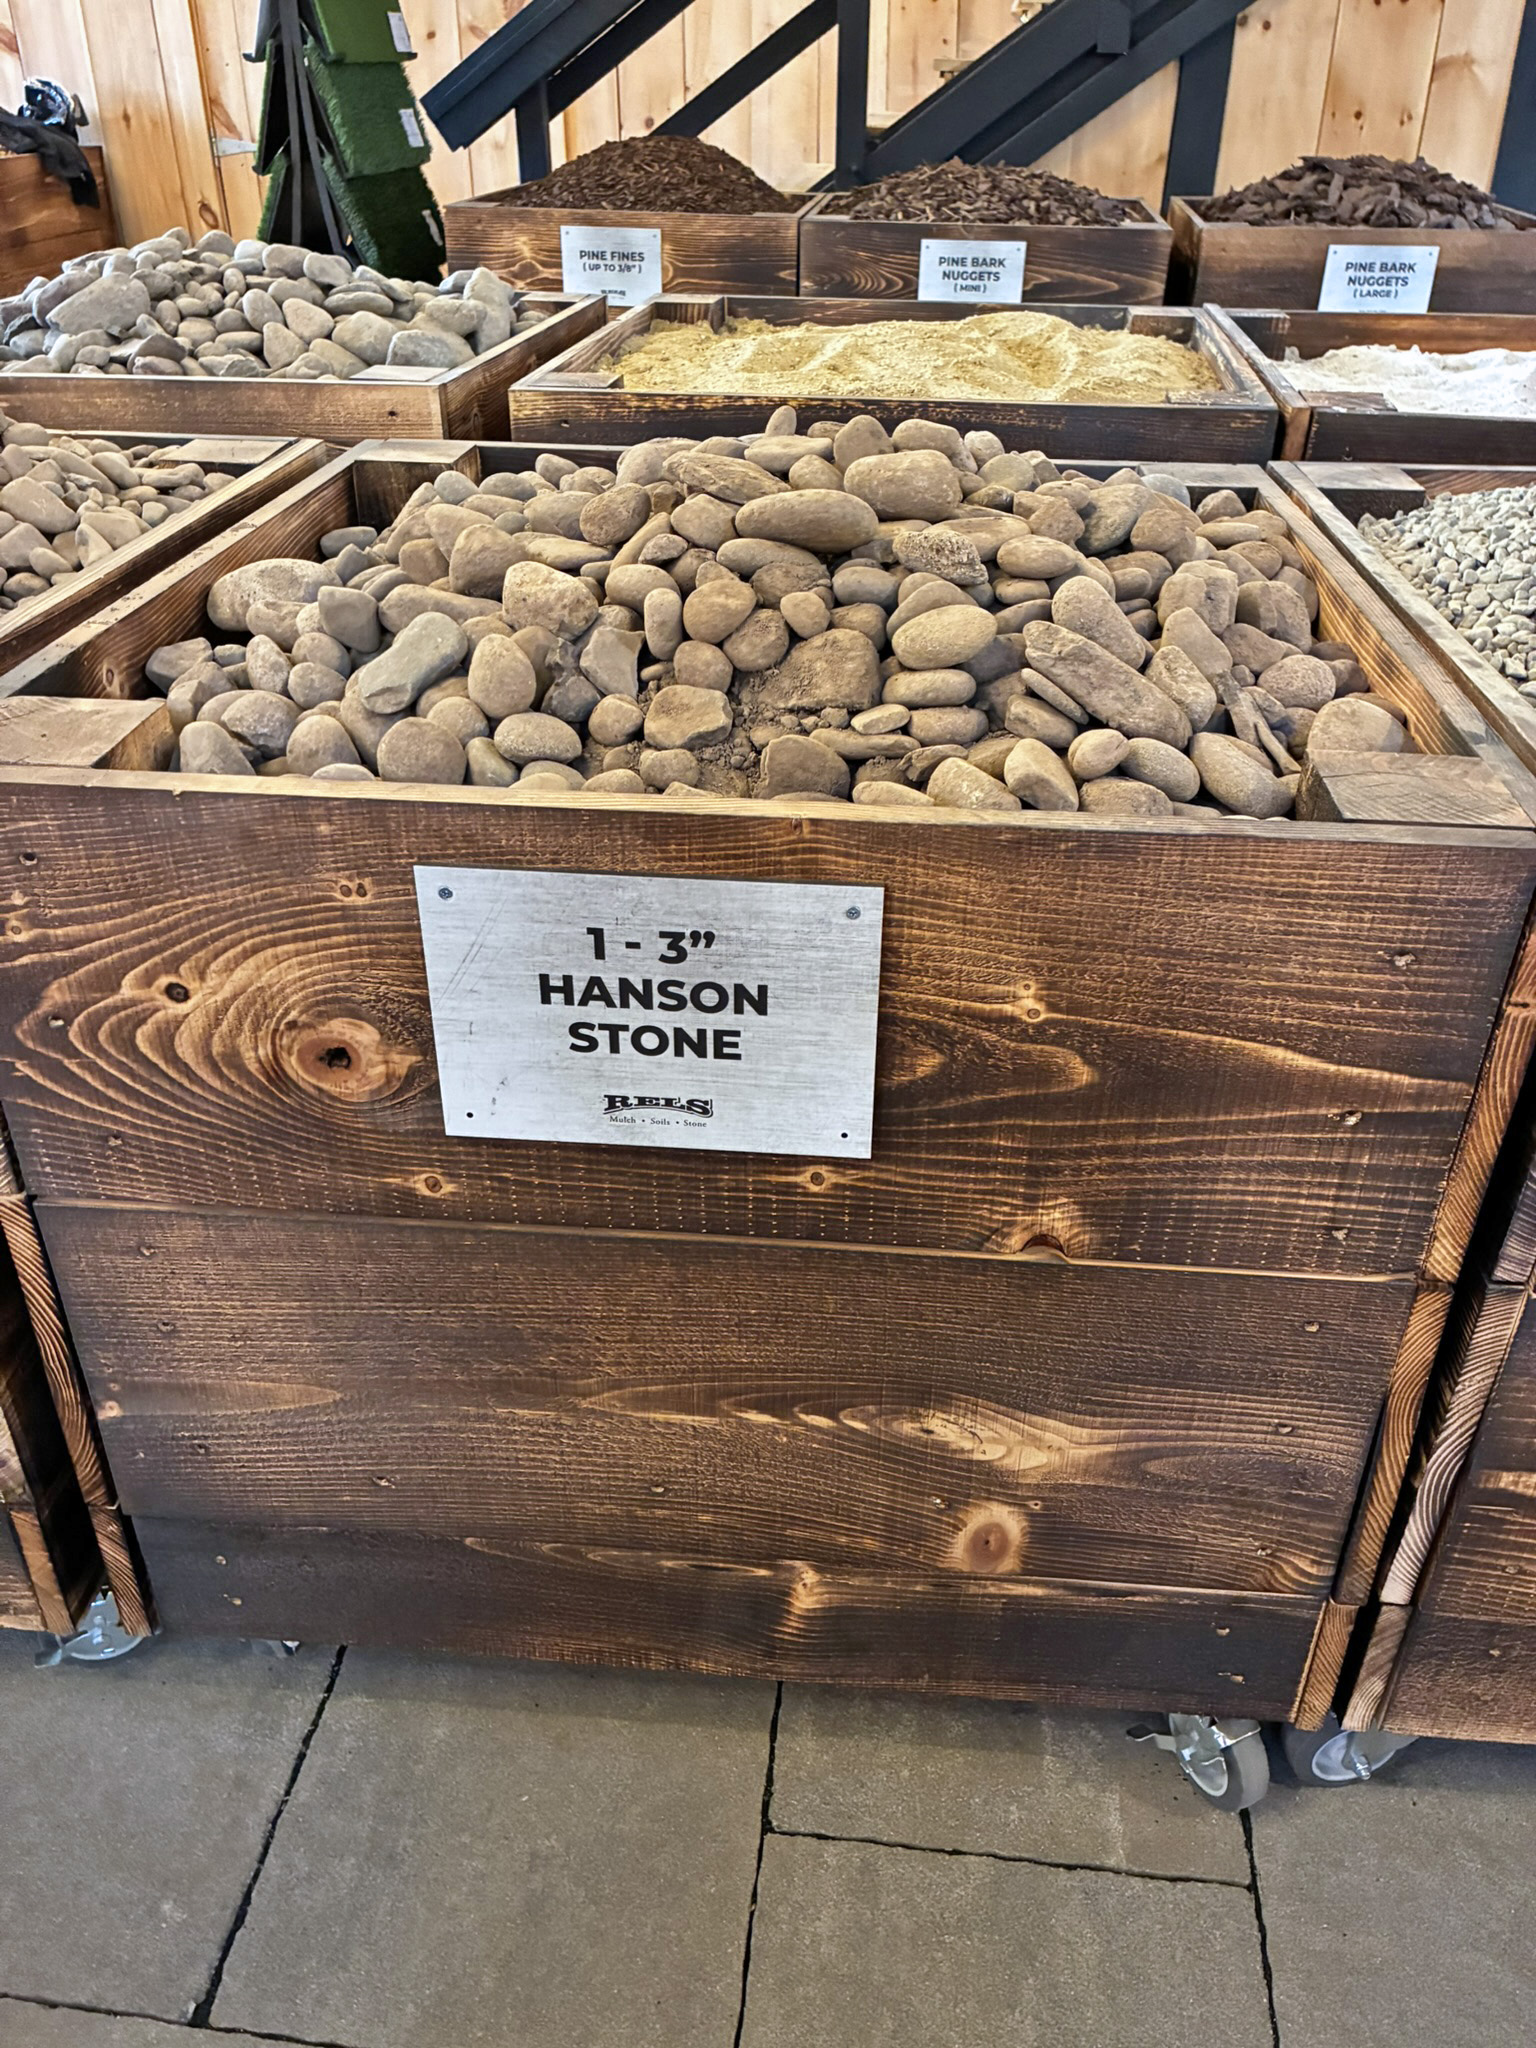 PINE FINES
( UP TO 3/8" )
RELS
PINE BARK
NUGGETS
( MINI )
PINE BARK
NUGGETS
( LARGE )
1 - 3”
HANSON
STONE
RELS
Mulch • Soils • Stone